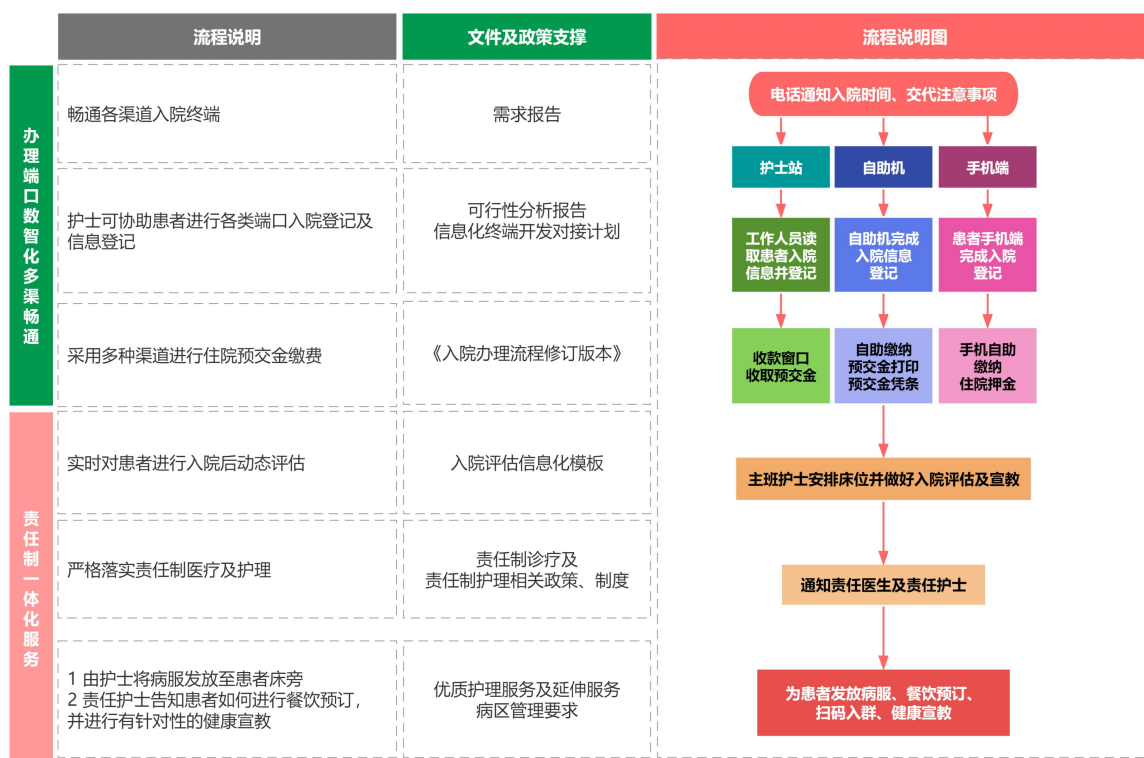 流程说明
文件及政策支撑
流程说明图
办理端口数智化多渠畅通
畅通各渠道入院终端
需求报告
护士可协助患者进行各类端口入院登记及
信息登记
可行性分析报告
信息化终端开发对接计划
采用多种渠道进行住院预交金缴费
《入院办理流程修订版本》
责任制一体化服务
实时对患者进行入院后动态评估
入院评估信息化模板
严格落实责任制医疗及护理
责任制诊疗及
责任制护理相关政策、制度
1 由护士将病服发放至患者床旁
2 责任护士告知患者如何进行餐饮预订，
并进行有针对性的健康宣教
优质护理服务及延伸服务
病区管理要求
电话通知入院时间、交代注意事项
护士站
自助机
手机端
工作人员读
取患者入院
信息并登记
自助机完成
入院信息
登记
患者手机端
完成入院
登记
收款窗口
收取预交金
自助缴纳
预交金打印
预交金凭条
手机自助
缴纳
住院押金
主班护士安排床位并做好入院评估及宣教
通知责任医生及责任护士
为患者发放病服、餐饮预订、
扫码入群、健康宣教